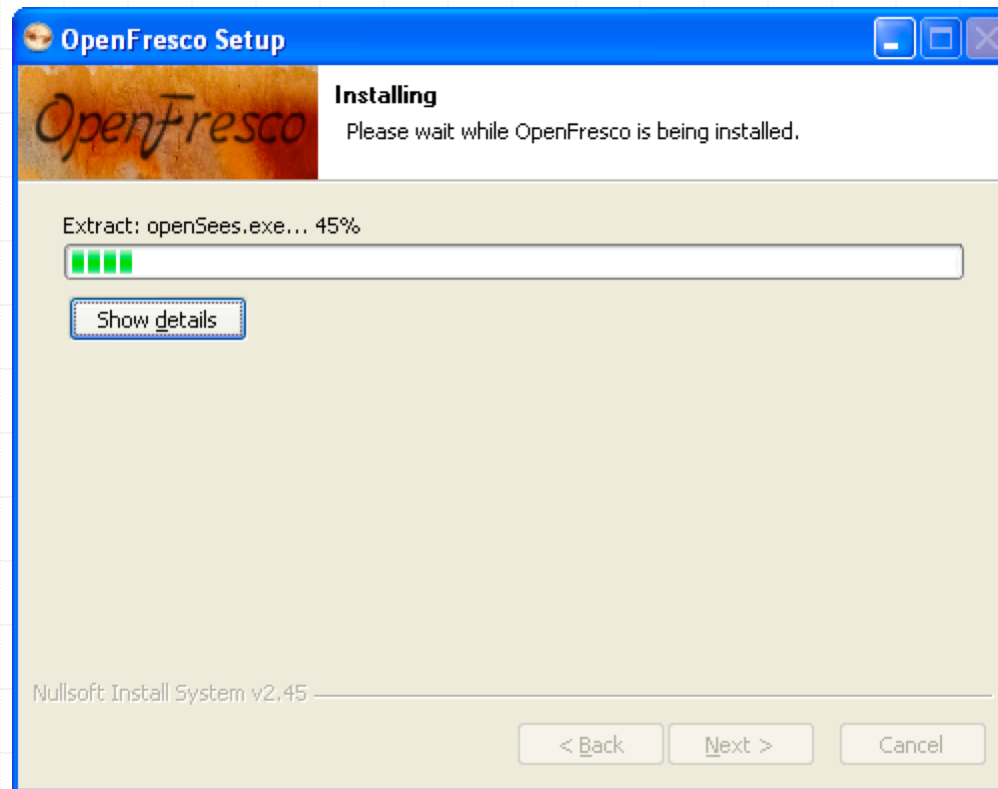 OpenFresco Setup
OpenFresco
Installing
Please wait while OpenFresco is being installed.
Extract: openSees.exe... 45%
Show details
Nullsoft Install System v2.45
< Back Next > Cancel